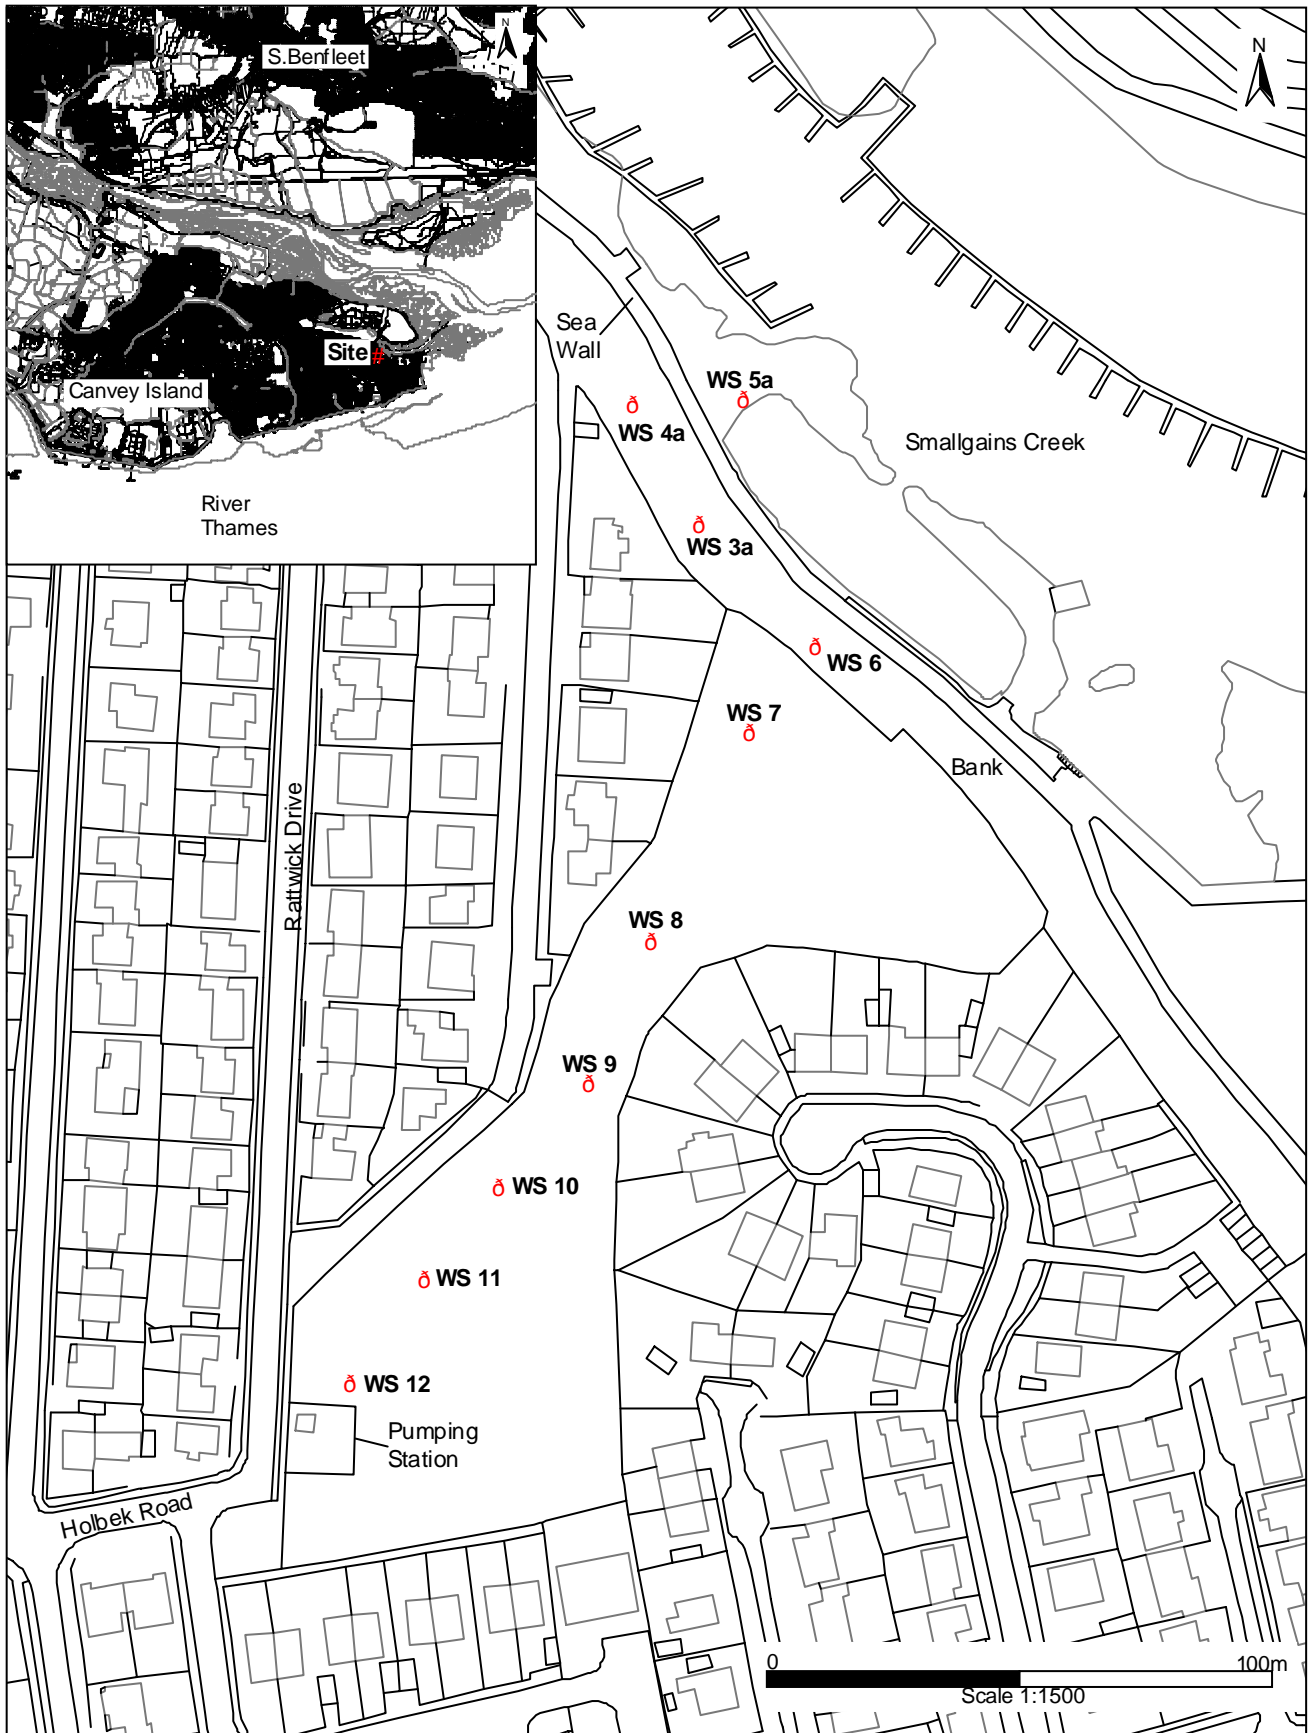 N
S.Benfleet
Site #
Canvey Island
River
Thames
N
Sea
Wall
WS 5a
ð
ð
WS 4a
Smallgains Creek
ð
WS 3a
ð
WS 6
WS 7
ð
Bank
Rattwick Drive
WS 8
ð
WS 9
ð
ð WS 10
ð WS 11
ð WS 12
Pumping
Station
Holbek Road
0 100m
Scale 1:1500